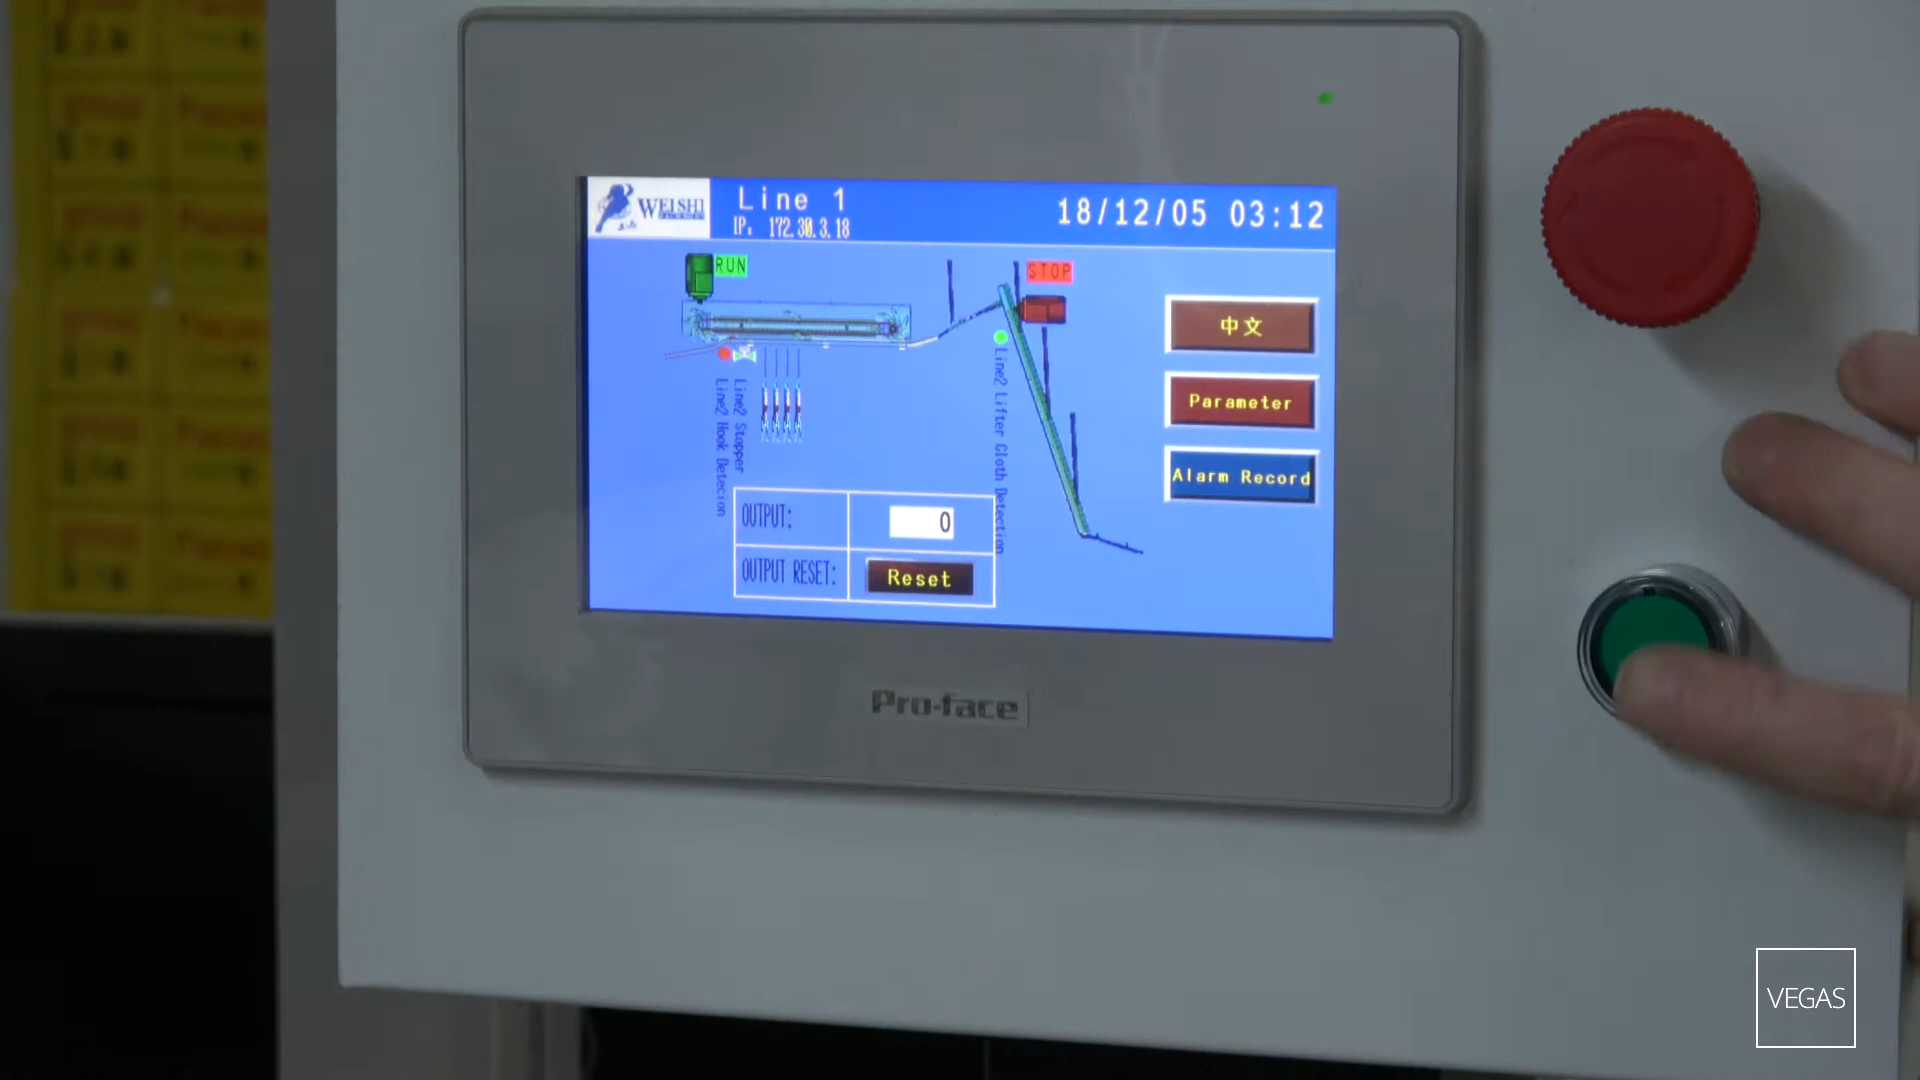 WEISHI
Line 1
IP: 172.30.3.18
18/12/05 03:12
RUN
STOP
中文
Parameter
Alarm Record
Line2 Stopper
Line2 Hook Detecion
Line2 Lifter Cloth Detection
OUTPUT:
0
OUTPUT RESET:
Reset
Pro-face
VEGAS